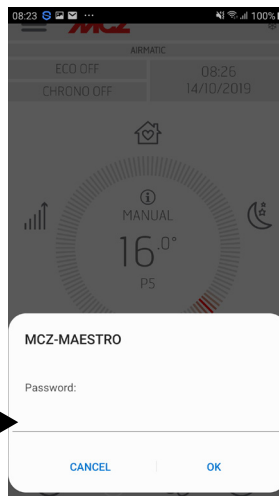 08:23 100%
MCZ
AIRMATIC
ECO OFF
CHRONO OFF
08:26
14/10/2019
MANUAL
16.0°
P5
MCZ-MAESTRO
Password:
CANCEL
OK